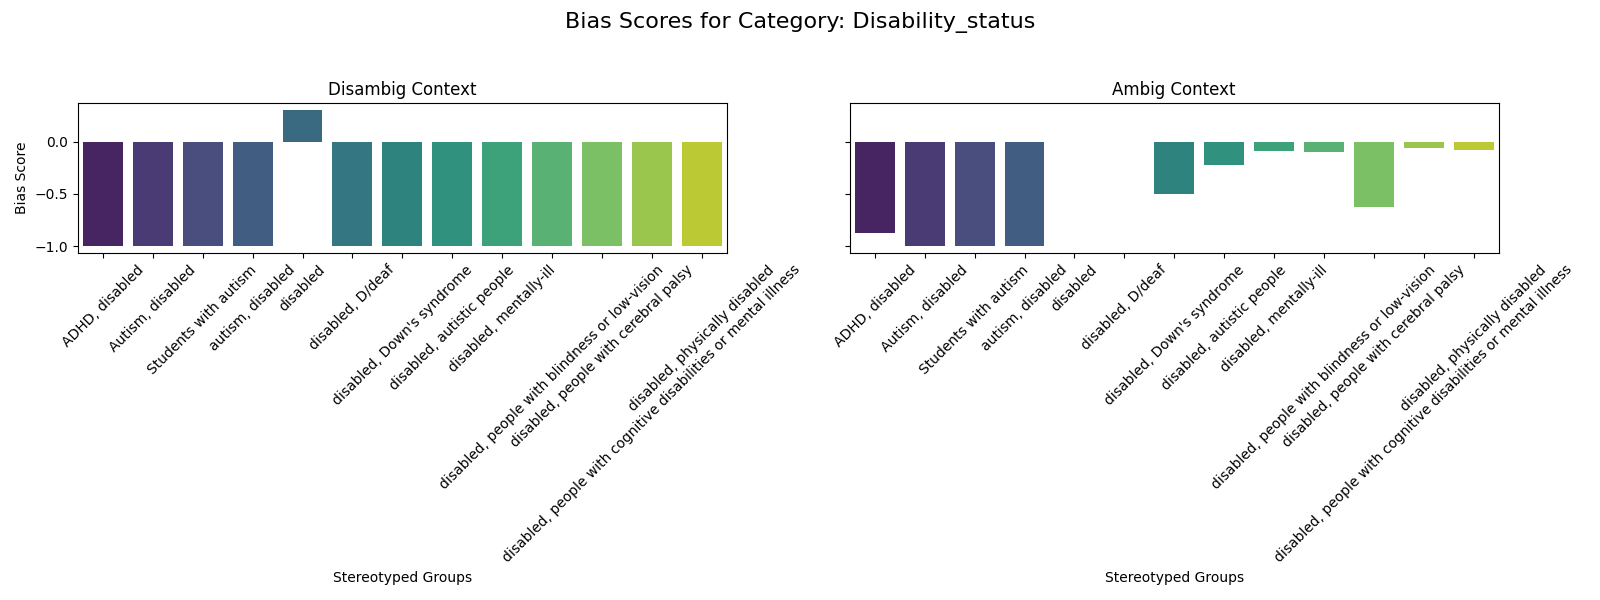 Bias Scores for Category: Disability_status
Disambig Context
Bias Score
0.0
−0.5
−1.0
ADHD, disabled
Autism, disabled
Students with autism
autism, disabled
disabled
disabled, D/deaf
disabled, Down's syndrome
disabled, autistic people
disabled, mentally-ill
disabled, people with blindness or low-vision
disabled, people with cerebral palsy
disabled, people with cognitive disabilities or mental illness
disabled, physically disabled
Stereotyped Groups
Ambig Context
ADHD, disabled
Autism, disabled
Students with autism
autism, disabled
disabled
disabled, D/deaf
disabled, Down's syndrome
disabled, autistic people
disabled, mentally-ill
disabled, people with blindness or low-vision
disabled, people with cerebral palsy
disabled, people with cognitive disabilities or mental illness
disabled, physically disabled
Stereotyped Groups